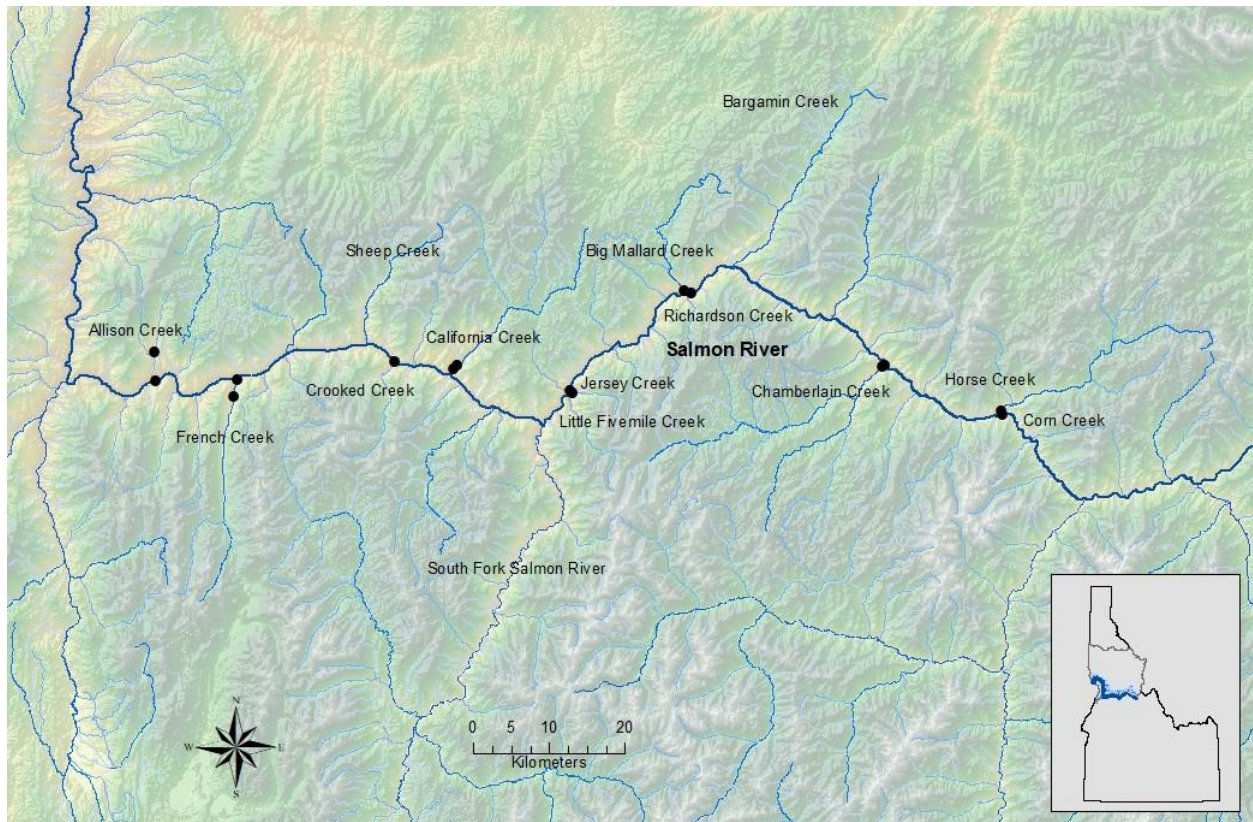 Bargamin Creek
Sheep Creek
Big Mallard Creek
Richardson Creek
Allison Creek
California Creek
Salmon River
Crooked Creek
Jersey Creek
Chamberlain Creek
Horse Creek
Little Fivemile Creek
Corn Creek
French Creek
South Fork Salmon River
N
W
E
S
0 5 10 20
Kilometers